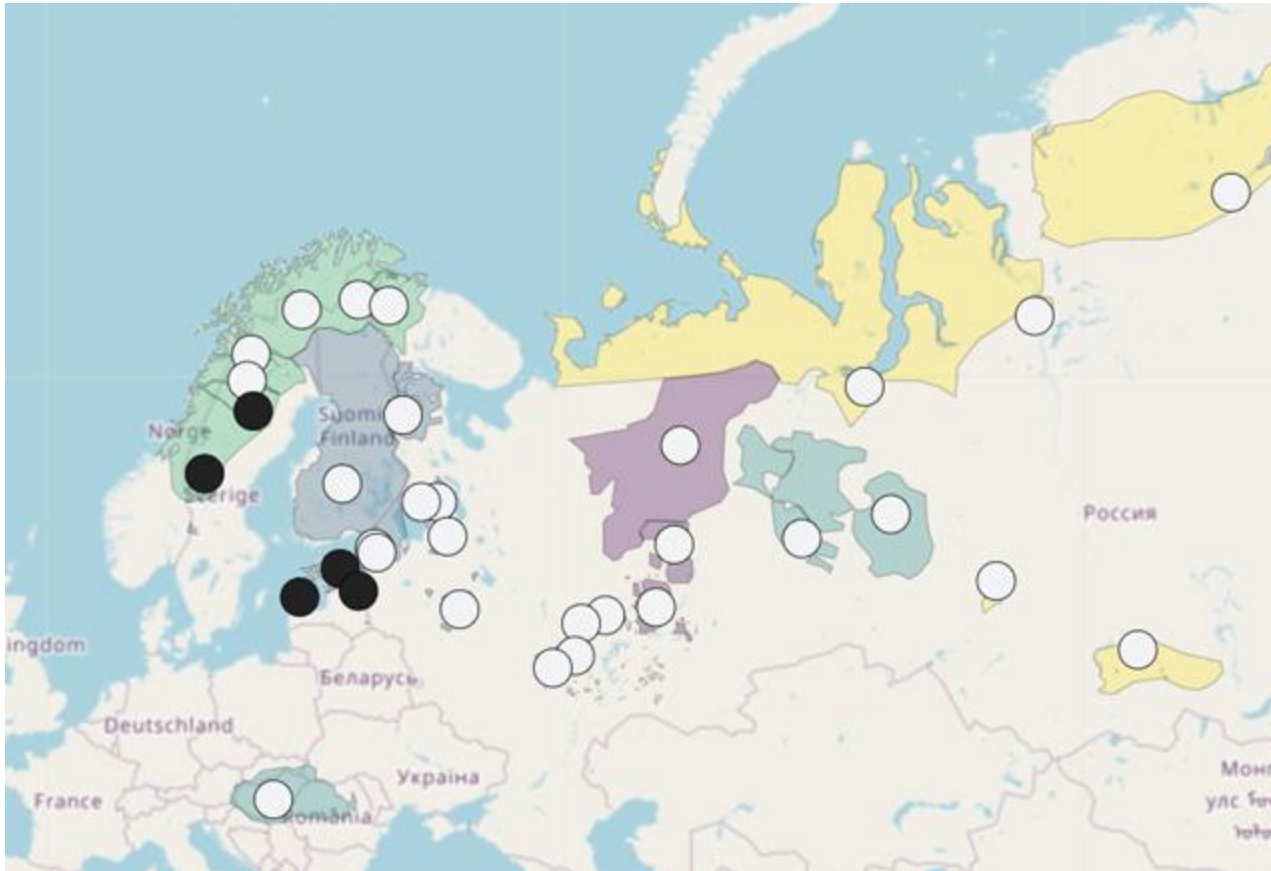 Suomi
Finland
Norge
Sverige
Россия
ingdom
Беларусь
Deutschland
Україна
France
România
Монг
улс